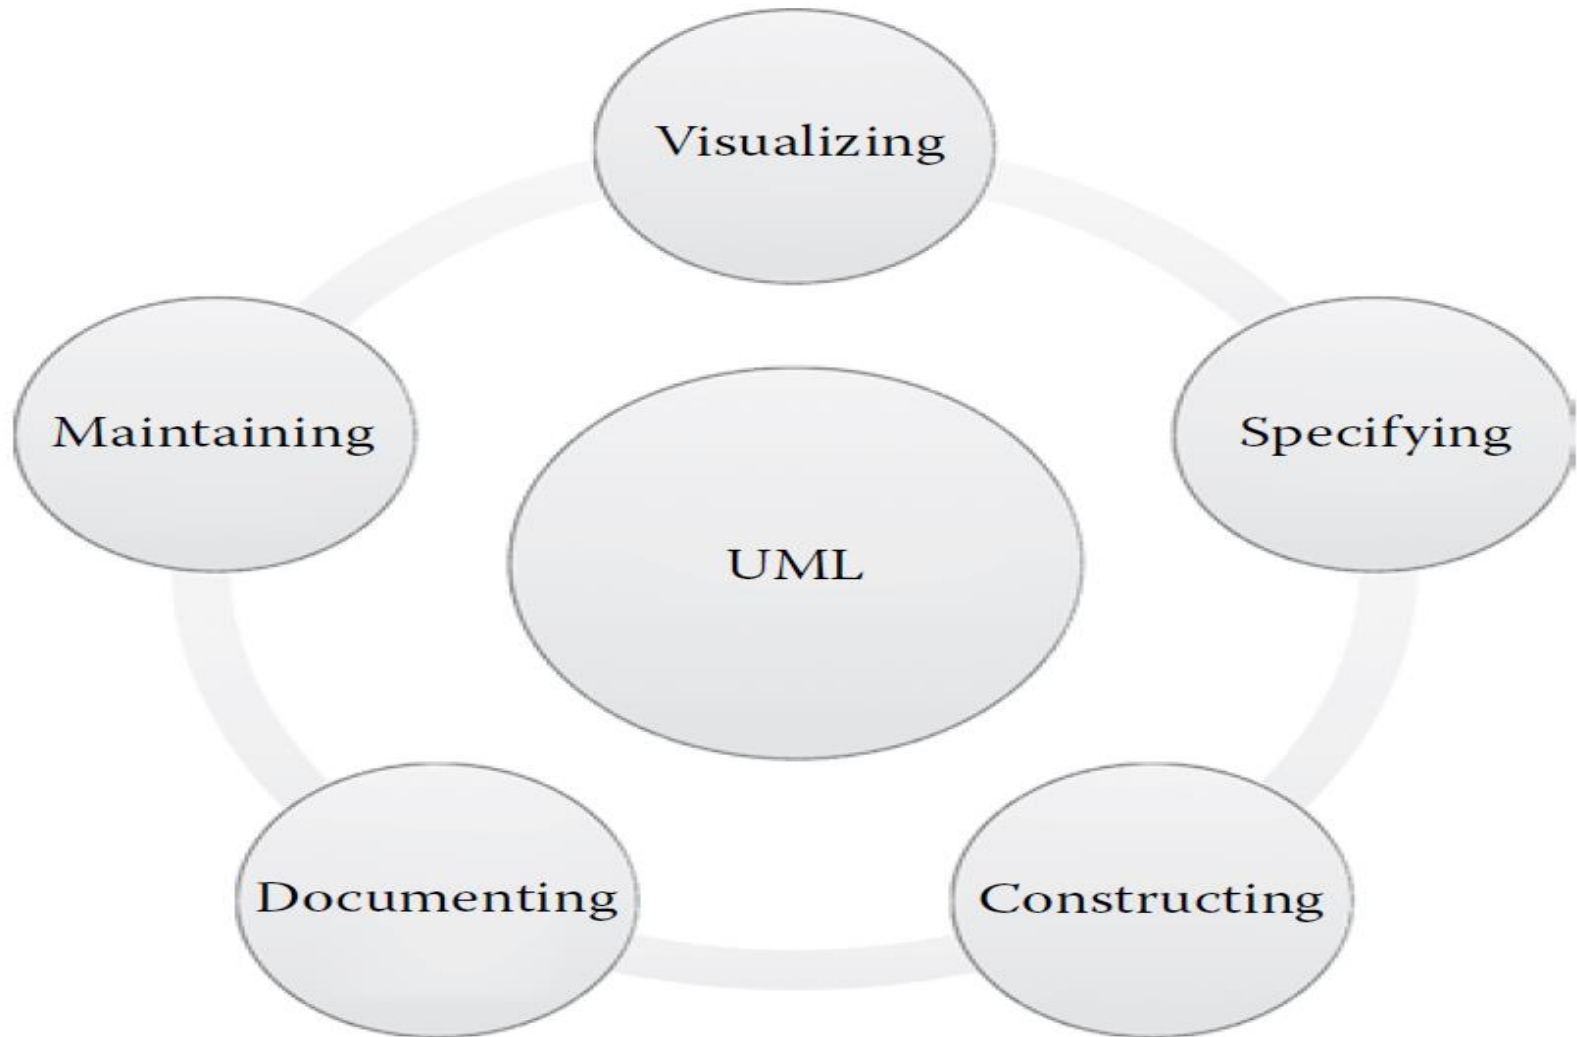 Visualizing
Maintaining
Specifying
UML
Documenting
Constructing